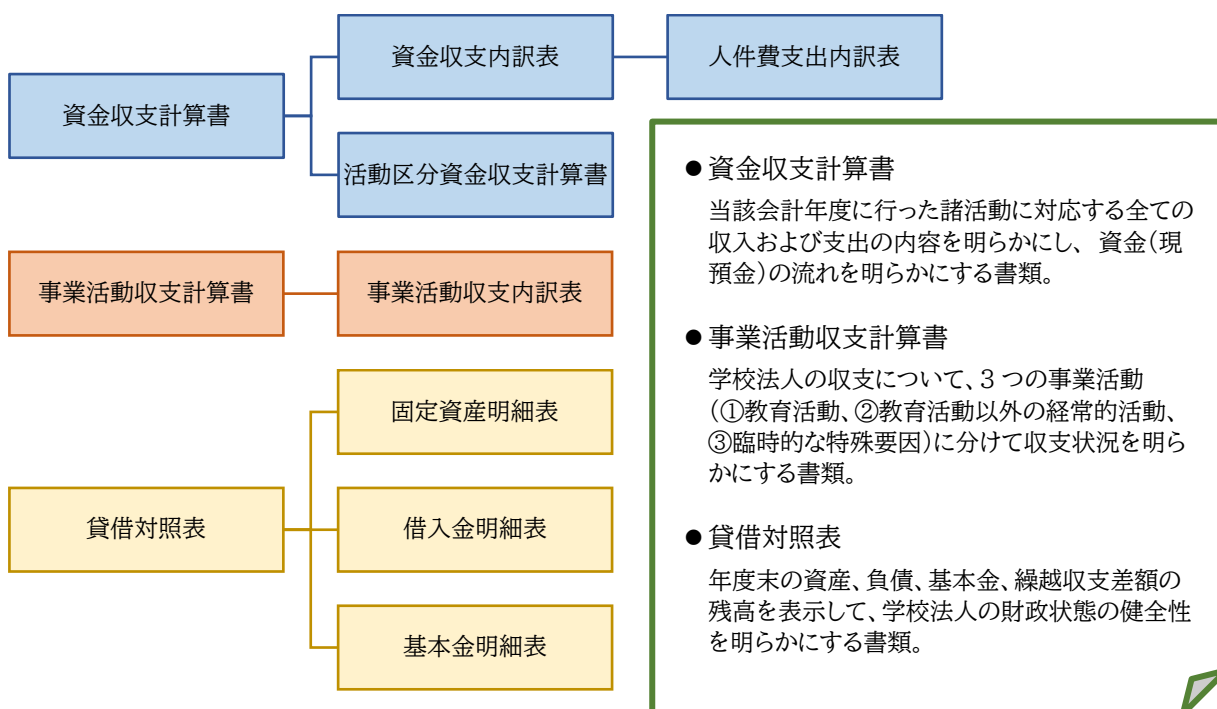 資金収支計算書
資金収支内訳表
人件費支出内訳表
活動区分資金収支計算書
事業活動収支計算書
事業活動収支内訳表
貸借対照表
固定資産明細表
借入金明細表
基本金明細表
●資金収支計算書
当該会計年度に行った諸活動に対応する全ての
収入および支出の内容を明らかにし、 資金(現
預金)の流れを明らかにする書類。
●事業活動収支計算書
学校法人の収支について、3 つの事業活動
(①教育活動、②教育活動以外の経常的活動、
③臨時的な特殊要因)に分けて収支状況を明ら
かにする書類。
●貸借対照表
年度末の資産、負債、基本金、繰越収支差額の
残高を表示して、学校法人の財政状態の健全性
を明らかにする書類。